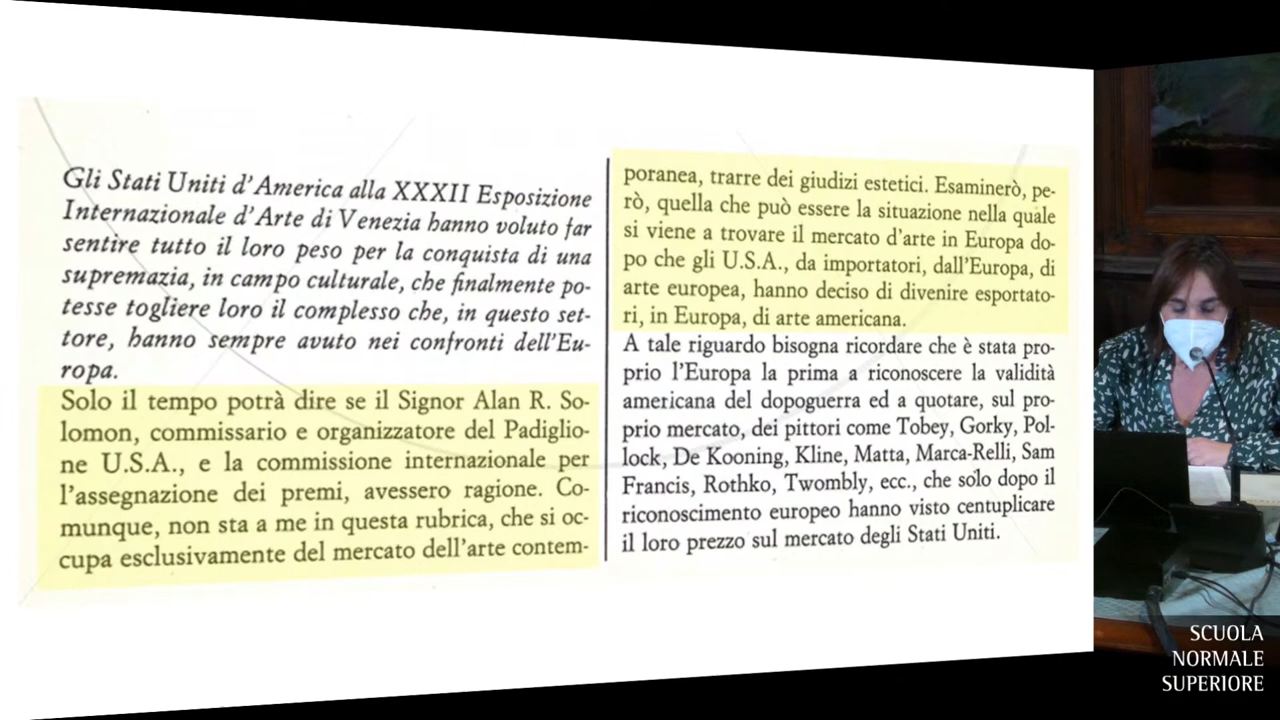 Gli Stati Uniti d'America alla XXXII Esposizione
Internazionale d'Arte di Venezia hanno voluto far
sentire tutto il loro peso per la conquista di una
supremazia, in campo culturale, che finalmente po-
tesse togliere loro il complesso che, in questo set-
tore, hanno sempre avuto nei confronti dell'Eu-
ropa.
Solo il tempo potrà dire se il Signor Alan R. So-
lomon, commissario e organizzatore del Padiglio-
ne U.S.A., e la commissione internazionale per
l'assegnazione dei premi, avessero ragione. Co-
munque, non sta a me in questa rubrica, che si oc-
cupa esclusivamente del mercato dell'arte contem-
poranea, trarre dei giudizi estetici. Esaminerò, pe-
rò, quella che può essere la situazione nella quale
si viene a trovare il mercato d'arte in Europa do-
po che gli U.S.A., da importatori, dall'Europa, di
arte europea, hanno deciso di divenire esportato-
ri, in Europa, di arte americana.
A tale riguardo bisogna ricordare che è stata pro-
prio l'Europa la prima a riconoscere la validità
americana del dopoguerra ed a quotare, sul pro-
prio mercato, dei pittori come Tobey, Gorky, Pol-
lock, De Kooning, Kline, Matta, Marca-Relli, Sam
Francis, Rothko, Twombly, ecc., che solo dopo il
riconoscimento europeo hanno visto centuplicare
il loro prezzo sul mercato degli Stati Uniti.
SCUOLA
NORMALE
SUPERIORE